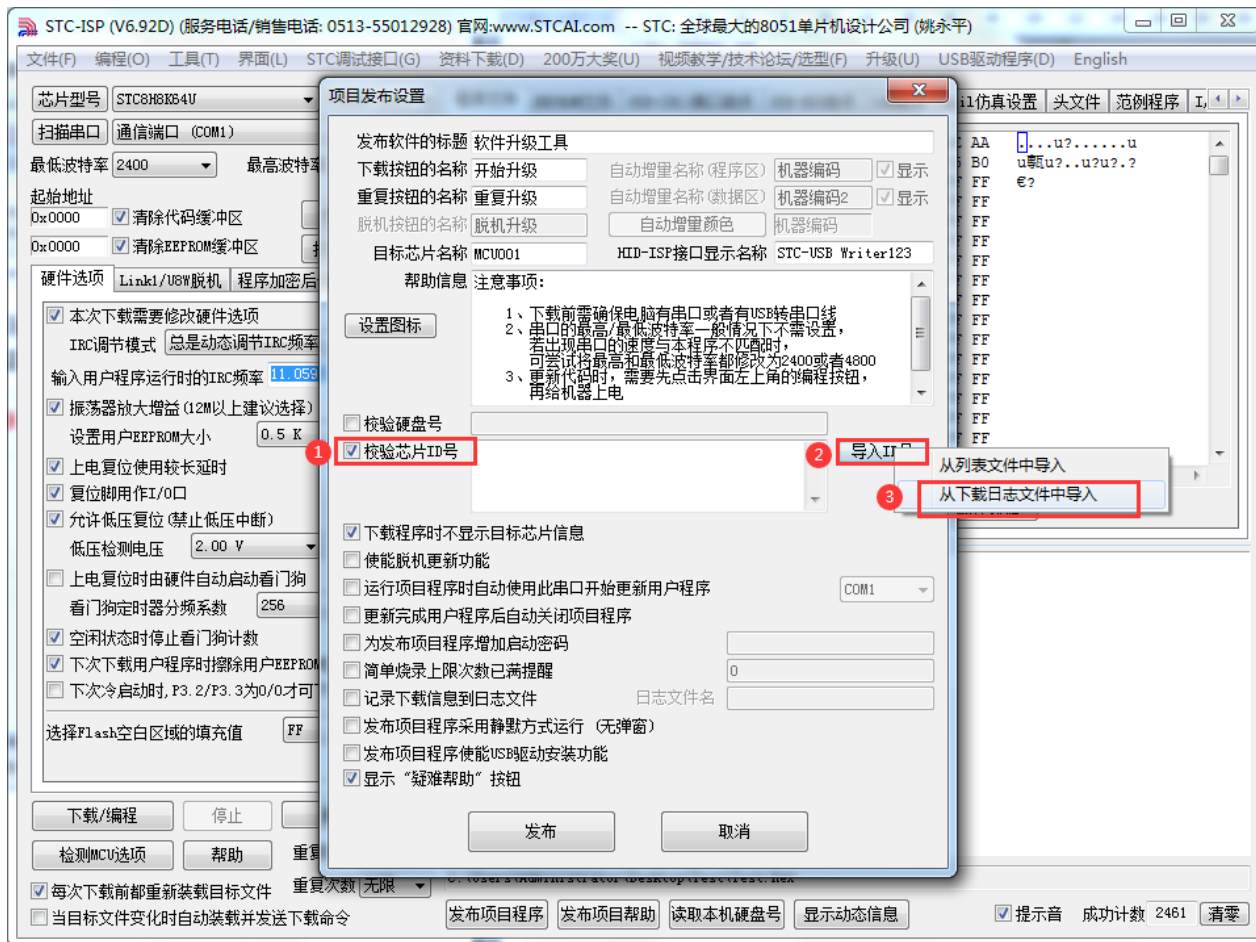 STC-ISP (V6.92D) (服务电话/销售电话: 0513-55012928) 官网:www.STCAI.com -- STC: 全球最大的8051单片机设计公司 (姚永平)
文件(F) 编程(O) 工具(T) 界面(L) STC调试接口(G) 资料下载(D) 200万大奖(U) 视频教学/技术论坛/选型(F) 升级(U) USB驱动程序(D) English
芯片型号 STC8H8K64U
扫描串口 通信端口 (COM1)
最低波特率 2400 最高波特率
起始地址
0x0000 清除代码缓冲区
0x0000 清除EEPROM缓冲区
硬件选项 Link1/U8W脱机 程序加密后
本次下载需要修改硬件选项
IRC调节模式 总是动态调节IRC频率
输入用户程序运行时的IRC频率 11.059
振荡器放大增益(12M以上建议选择)
设置用户EEPROM大小 0.5 K
上电复位使用较长延时
复位脚用作I/O口
允许低压复位(禁止低压中断)
低压检测电压 2.00 V
上电复位时由硬件自动启动看门狗
看门狗定时器分频系数 256
空闲状态时停止看门狗计数
下次下载用户程序时擦除用户EEPROM
下次冷启动时,P3.2/P3.3为0/0才可
选择Flash空白区域的填充值 FF
下载/编程 停止
检测MCU选项 帮助
每次下载前都重新装载目标文件 重复次数 无限
当目标文件变化时自动装载并发送下载命令
项目发布设置
发布软件的标题 软件升级工具
下载按钮的名称 开始升级 自动增量名称(程序区) 机器编码 显示
重复按钮的名称 重复升级 自动增量名称(数据区) 机器编码2 显示
脱机按钮的名称 脱机升级 自动增量颜色 机器编码
目标芯片名称 MCU001 HID-ISP接口显示名称 STC-USB Writer123
帮助信息 注意事项:
设置图标
1、下载前需确保电脑有串口或者有USB转串口线
2、串口的最高/最低波特率一般情况下不需设置,
若出现串口的速度与本程序不匹配时,
可尝试将最高和最低波特率都修改为2400或者4800
3、更新代码时,需要先点击界面左上角的编程按钮,
再给机器上电
校验硬盘号
1 校验芯片ID号 2 导入ID号
从列表文件中导入
3 从下载日志文件中导入
下载程序时不显示目标芯片信息
使能脱机更新功能
运行项目程序时自动使用此串口开始更新用户程序 COM1
更新完成用户程序后自动关闭项目程序
为发布项目程序增加启动密码
简单烧录上限次数已满提醒 0
记录下载信息到日志文件 日志文件名
发布项目程序采用静默方式运行 (无弹窗)
发布项目程序使能USB驱动安装功能
显示“疑难帮助”按钮
发布 取消
仿真设置 头文件 范例程序
AA ....u?......u
B0 u甄u?..u?u?.?
FF €?
FF
FF
FF
FF
FF
FF
FF
FF
FF
FF
FF
FF
FF
发布项目程序 发布项目帮助 读取本机硬盘号 显示动态信息 提示音 成功计数 2461 清零